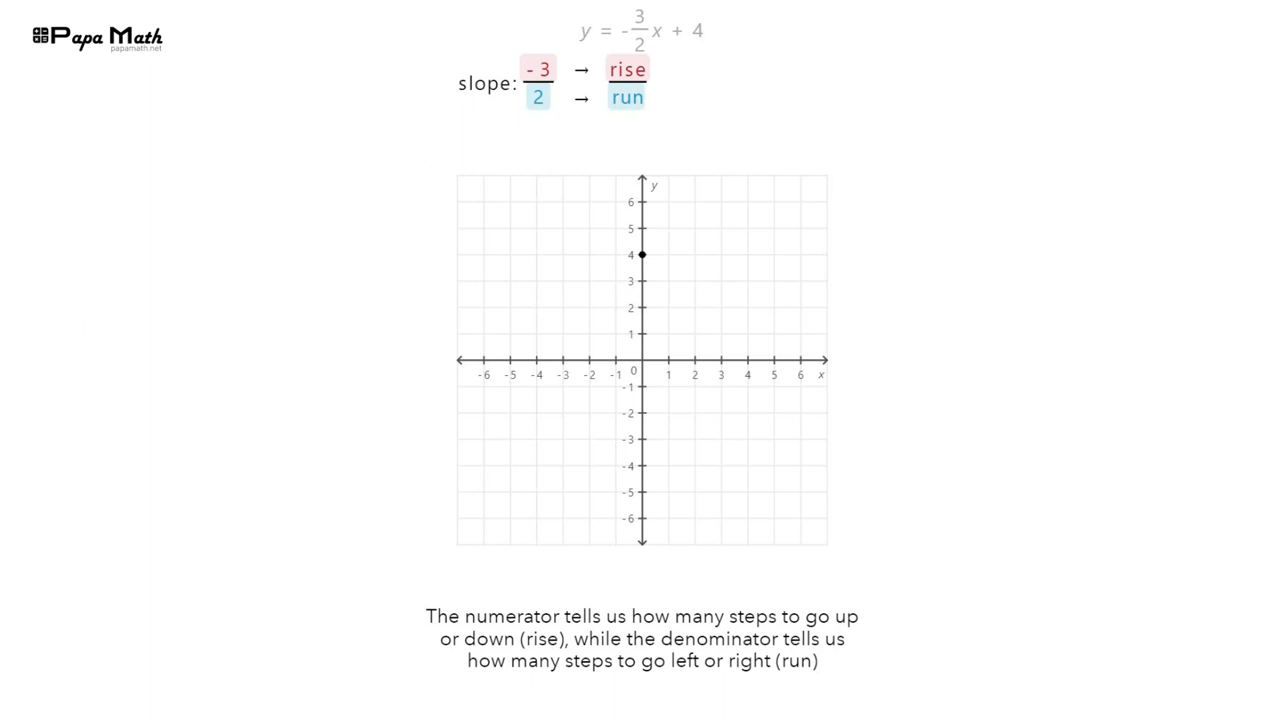 Papa Math
papamath.net
y = -3/2 x + 4
slope: -3 → rise
2 → run
y
6
5
4
3
2
1
-6 -5 -4 -3 -2 -1 0 1 2 3 4 5 6 x
-1
-2
-3
-4
-5
-6
The numerator tells us how many steps to go up
or down (rise), while the denominator tells us
how many steps to go left or right (run)